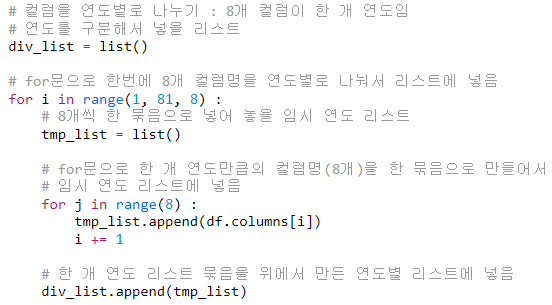 # 컬럼을 연도별로 나누기 : 8개 컬럼이 한 개 연도임
# 연도를 구분해서 넣을 리스트
div_list = list()
# for문으로 한번에 8개 컬럼명을 연도별로 나눠서 리스트에 넣음
for i in range(1, 81, 8) :
# 8개씩 한 묶음으로 넣어 놓을 임시 연도 리스트
tmp_list = list()
# for문으로 한 개 연도만큼의 컬럼명(8개)을 한 묶음으로 만들어서
# 임시 연도 리스트에 넣음
for j in range(8) :
tmp_list.append(df.columns[i])
i += 1
# 한 개 연도 리스트 묶음을 위에서 만든 연도별 리스트에 넣음
div_list.append(tmp_list)